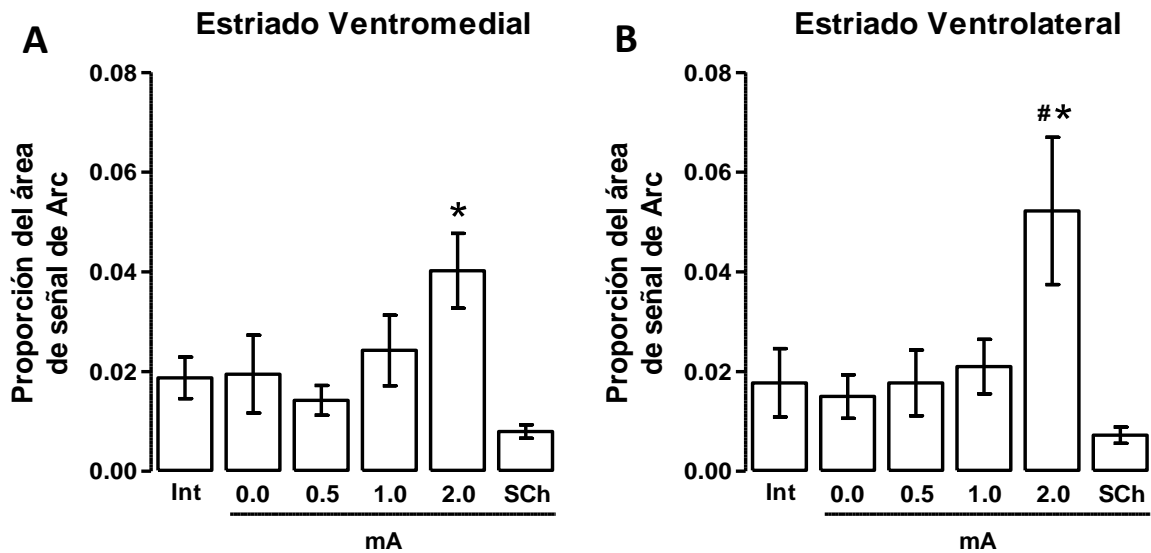 A
Estriado Ventromedial
Proporción del área
de señal de Arc
0.08
0.06
0.04
0.02
0.00
*
Int 0.0 0.5 1.0 2.0 SCh
mA
B
Estriado Ventrolateral
Proporción del área
de señal de Arc
0.08
0.06
0.04
0.02
0.00
#*
Int 0.0 0.5 1.0 2.0 SCh
mA